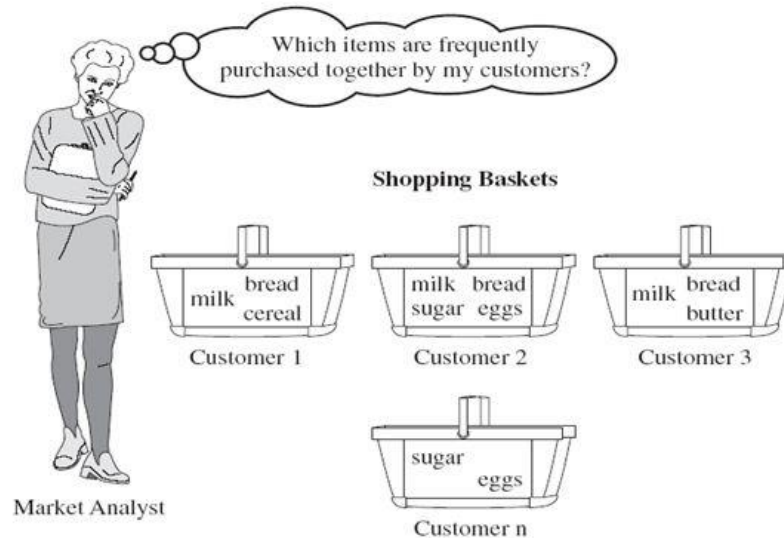 Which items are frequently
purchased together by my customers?
Shopping Baskets
milk bread
cereal
Customer 1
milk bread
sugar eggs
Customer 2
milk bread
butter
Customer 3
sugar
eggs
Customer n
Market Analyst